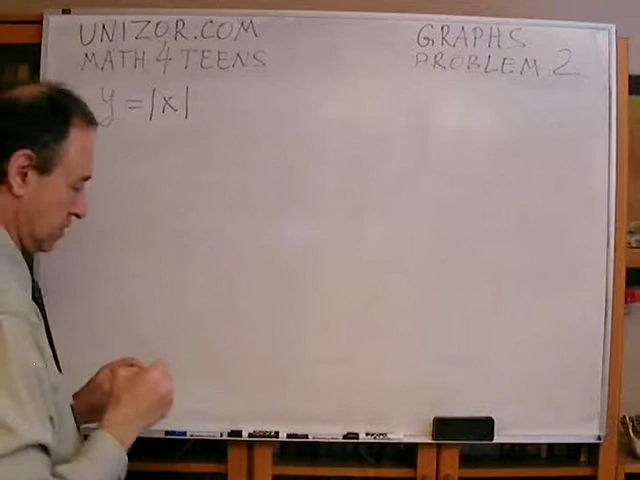 UNIZOR.COM
MATH 4 TEENS
GRAPHS
PROBLEM 2
y = |x|